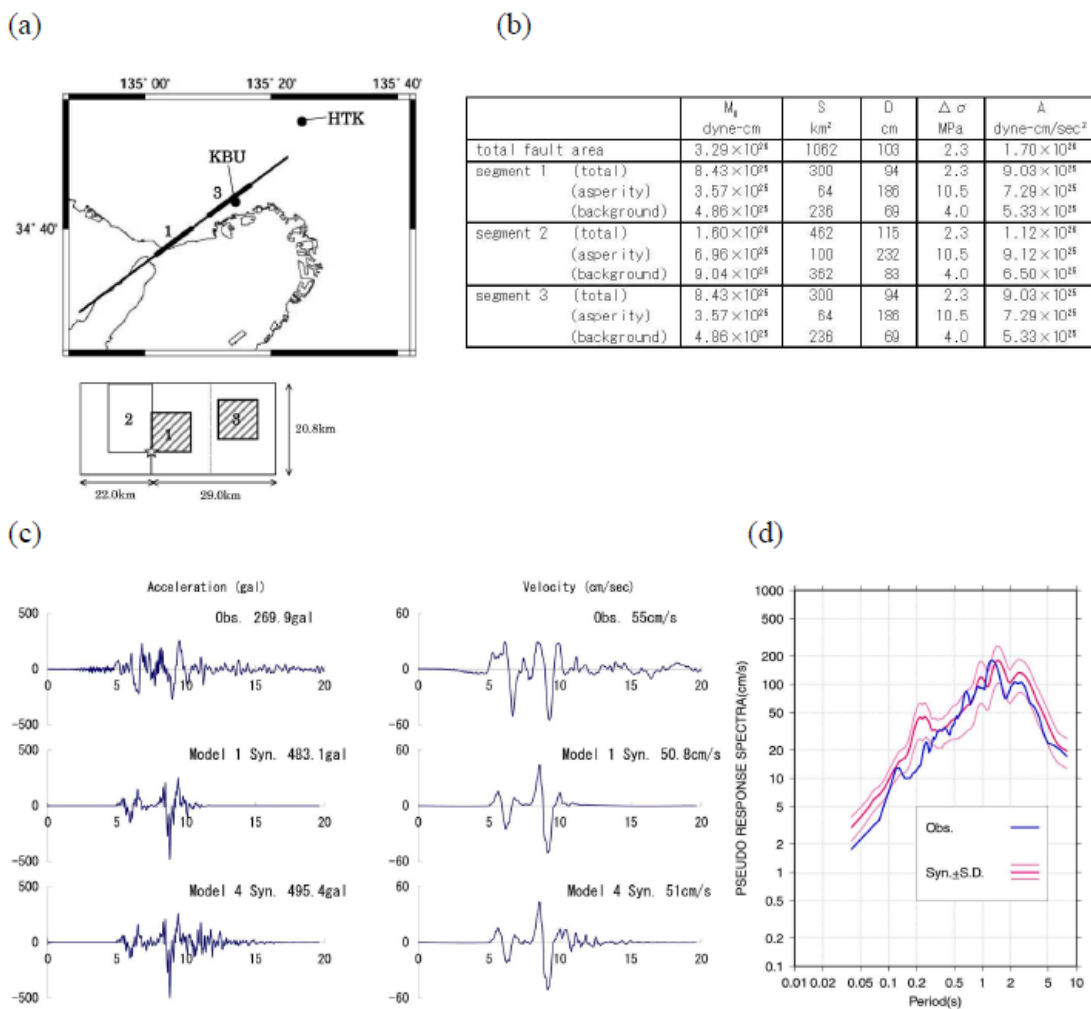 (a)
(b)
135° 00' 135° 20' 135° 40'
HTK
KBU
3
1
34° 40'
2
1
3
20.8km
22.0km 29.0km
M₀ S D Δσ A
dyne-cm km² cm MPa dyne-cm/sec²
total fault area 3.29×10²⁶ 1062 103 2.3 1.70×10²⁶
segment 1 (total) 8.43×10²⁵ 300 94 2.3 9.03×10²⁵
(asperity) 3.57×10²⁵ 64 186 10.5 7.29×10²⁵
(background) 4.86×10²⁵ 236 69 4.0 5.33×10²⁵
segment 2 (total) 1.60×10²⁶ 462 115 2.3 1.12×10²⁶
(asperity) 6.96×10²⁵ 100 232 10.5 9.12×10²⁵
(background) 9.04×10²⁵ 362 83 4.0 6.50×10²⁵
segment 3 (total) 8.43×10²⁵ 300 94 2.3 9.03×10²⁵
(asperity) 3.57×10²⁵ 64 186 10.5 7.29×10²⁵
(background) 4.86×10²⁵ 236 69 4.0 5.33×10²⁵
(c)
(d)
Acceleration (gal)
500
Obs. 269.9gal
0
0 5 10 15 20
-500
500
Model 1 Syn. 483.1gal
0
0 5 10 15 20
-500
500
Model 4 Syn. 495.4gal
0
0 5 10 15 20
-500
Velocity (cm/sec)
60
Obs. 55cm/s
0
0 5 10 15 20
-60
60
Model 1 Syn. 50.8cm/s
0
0 5 10 15 20
-60
60
Model 4 Syn. 51cm/s
0
0 5 10 15 20
-60
PSEUDO RESPONSE SPECTRA(cm/s)
1000
500
200
100
50
20
10
5
2
1
0.5
0.2
0.1
Obs.
Syn.±S.D.
0.01 0.02 0.05 0.1 0.2 0.5 1 2 5 10
Period(s)